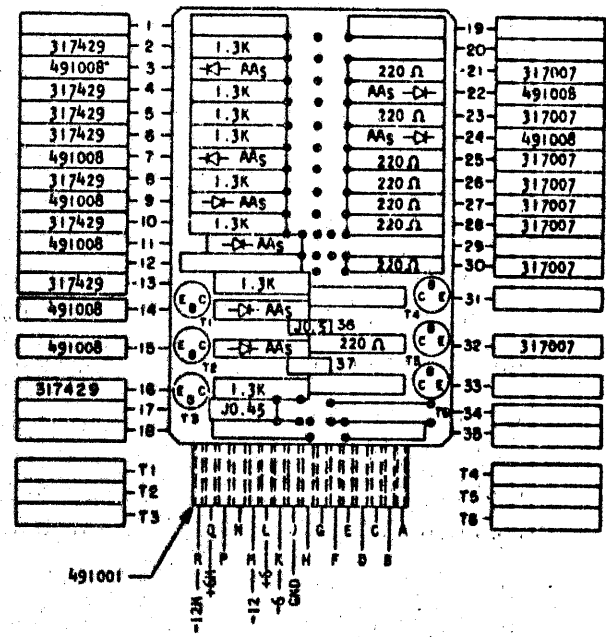 1
317429 2 1.3K
491008 3 AAS
317429 4 1.3K
317429 5 1.3K
317429 6 1.3K
491008 7 AAS
317429 8 1.3K
491008 9 AAS
317429 10 1.3K
491008 11 AAS
12
317429 13 1.3K
491008 14 AAS
491008 15 AAS
317429 16 1.3K
17 J0.45
18
T1
T2
T3
19
20
220 Ω 21 317007
AAS 22 491008
220 Ω 23 317007
AAS 24 491008
220 Ω 25 317007
220 Ω 26 317007
220 Ω 27 317007
220 Ω 28 317007
29
220 Ω 30 317007
31
220 Ω 32 317007
33
34
35
J0.5 36
37
T4
T5
T6
E B C T1
E B C T2
E B C T3
C B E T4
C B E T5
C B E T6
R Q P N M L K J H G F E D C B A
-12M +6M -12 +6 -6 GND
491001